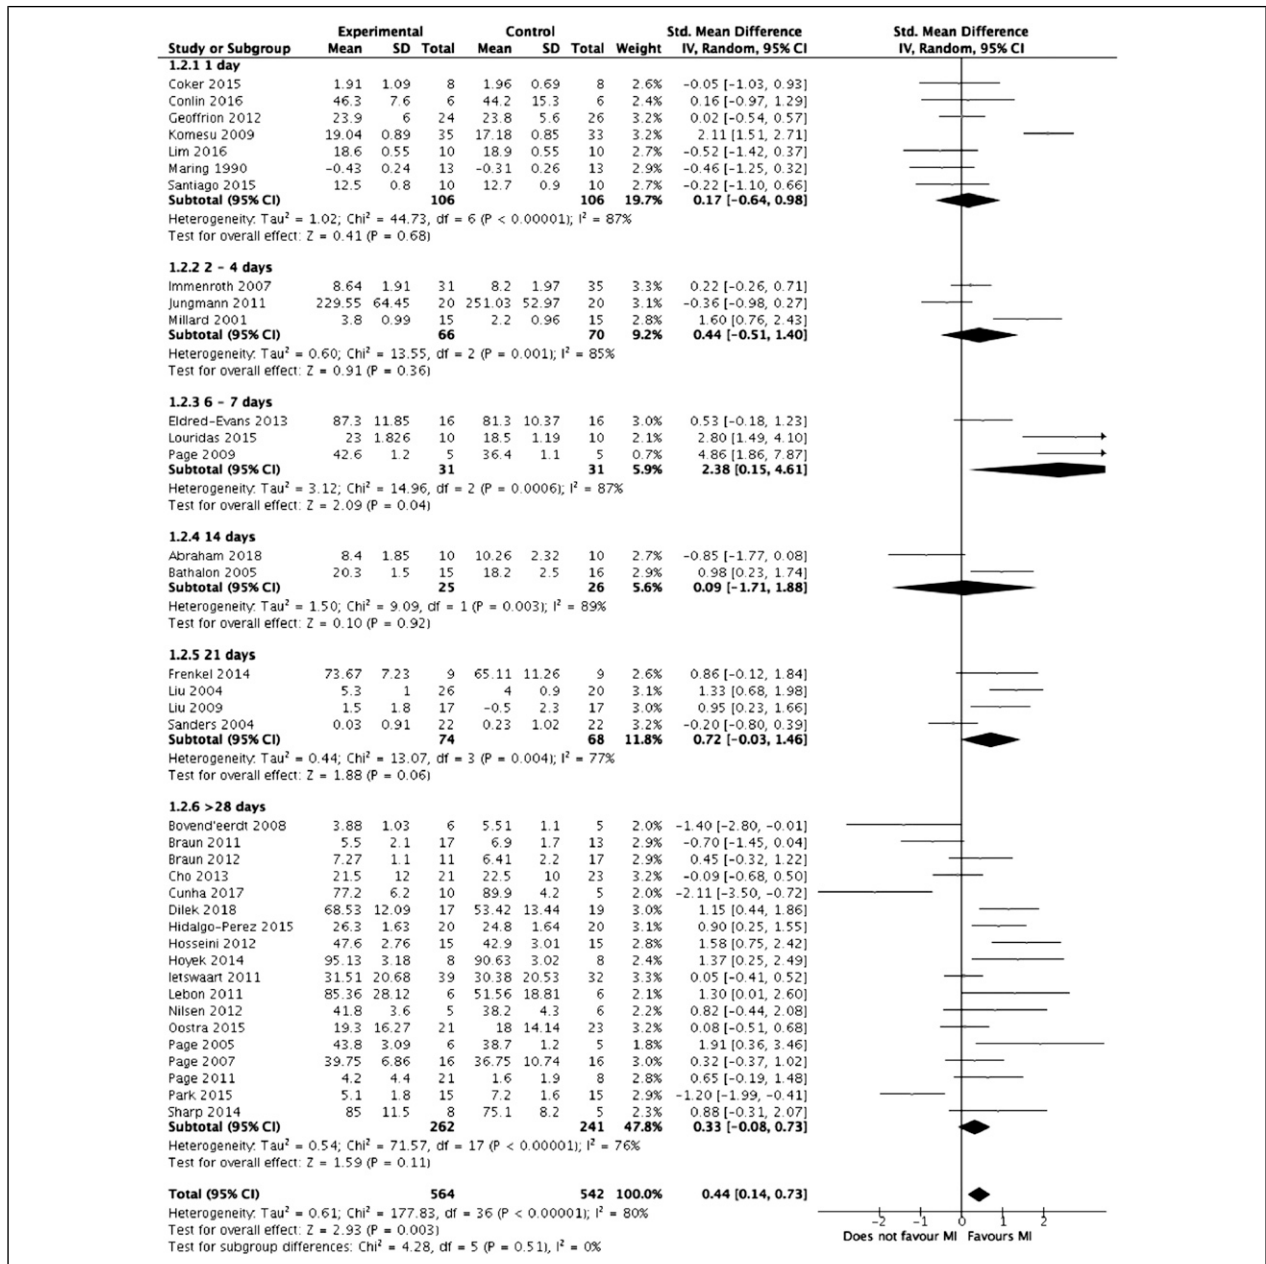 Experimental Control Std. Mean Difference Std. Mean Difference
Study or Subgroup Mean SD Total Mean SD Total Weight IV, Random, 95% CI IV, Random, 95% CI
1.2.1 1 day
Coker 2015 1.91 1.09 8 1.96 0.69 8 2.6% -0.05 [-1.03, 0.93]
Conlin 2016 46.3 7.6 6 44.2 15.3 6 2.4% 0.16 [-0.97, 1.29]
Geoffrion 2012 23.9 6 24 23.8 5.6 26 3.2% 0.02 [-0.54, 0.57]
Komesu 2009 19.04 0.89 35 17.18 0.85 33 3.2% 2.11 [1.51, 2.71]
Lim 2016 18.6 0.55 10 18.9 0.55 10 2.7% -0.52 [-1.42, 0.37]
Maring 1990 -0.43 0.24 13 -0.31 0.26 13 2.9% -0.46 [-1.25, 0.32]
Santiago 2015 12.5 0.8 10 12.7 0.9 10 2.7% -0.22 [-1.10, 0.66]
Subtotal (95% CI) 106 106 19.7% 0.17 [-0.64, 0.98]
Heterogeneity: Tau² = 1.02; Chi² = 44.73, df = 6 (P < 0.00001); I² = 87%
Test for overall effect: Z = 0.41 (P = 0.68)
1.2.2 2 - 4 days
Immenroth 2007 8.64 1.91 31 8.2 1.97 35 3.3% 0.22 [-0.26, 0.71]
Jungmann 2011 229.55 64.45 20 251.03 52.97 20 3.1% -0.36 [-0.98, 0.27]
Millard 2001 3.8 0.99 15 2.2 0.96 15 2.8% 1.60 [0.76, 2.43]
Subtotal (95% CI) 66 70 9.2% 0.44 [-0.51, 1.40]
Heterogeneity: Tau² = 0.60; Chi² = 13.55, df = 2 (P = 0.001); I² = 85%
Test for overall effect: Z = 0.91 (P = 0.36)
1.2.3 6 - 7 days
Eldred-Evans 2013 87.3 11.85 16 81.3 10.37 16 3.0% 0.53 [-0.18, 1.23]
Louridas 2015 23 1.826 10 18.5 1.19 10 2.1% 2.80 [1.49, 4.10]
Page 2009 42.6 1.2 5 36.4 1.1 5 0.7% 4.86 [1.86, 7.87]
Subtotal (95% CI) 31 31 5.9% 2.38 [0.15, 4.61]
Heterogeneity: Tau² = 3.12; Chi² = 14.96, df = 2 (P = 0.0006); I² = 87%
Test for overall effect: Z = 2.09 (P = 0.04)
1.2.4 14 days
Abraham 2018 8.4 1.85 10 10.26 2.32 10 2.7% -0.85 [-1.77, 0.08]
Bathalon 2005 20.3 1.5 15 18.2 2.5 16 2.9% 0.98 [0.23, 1.74]
Subtotal (95% CI) 25 26 5.6% 0.09 [-1.71, 1.88]
Heterogeneity: Tau² = 1.50; Chi² = 9.09, df = 1 (P = 0.003); I² = 89%
Test for overall effect: Z = 0.10 (P = 0.92)
1.2.5 21 days
Frenkel 2014 73.67 7.23 9 65.11 11.26 9 2.6% 0.86 [-0.12, 1.84]
Liu 2004 5.3 1 26 4 0.9 20 3.1% 1.33 [0.68, 1.98]
Liu 2009 1.5 1.8 17 -0.5 2.3 17 3.0% 0.95 [0.23, 1.66]
Sanders 2004 0.03 0.91 22 0.23 1.02 22 3.2% -0.20 [-0.80, 0.39]
Subtotal (95% CI) 74 68 11.8% 0.72 [-0.03, 1.46]
Heterogeneity: Tau² = 0.44; Chi² = 13.07, df = 3 (P = 0.004); I² = 77%
Test for overall effect: Z = 1.88 (P = 0.06)
1.2.6 >28 days
Bovend'eerdt 2008 3.88 1.03 6 5.51 1.1 5 2.0% -1.40 [-2.80, -0.01]
Braun 2011 5.5 2.1 17 6.9 1.7 13 2.9% -0.70 [-1.45, 0.04]
Braun 2012 7.27 1.1 11 6.41 2.2 17 2.9% 0.45 [-0.32, 1.22]
Cho 2013 21.5 12 21 22.5 10 23 3.2% -0.09 [-0.68, 0.50]
Cunha 2017 77.2 6.2 10 89.9 4.2 5 2.0% -2.11 [-3.50, -0.72]
Dilek 2018 68.53 12.09 17 53.42 13.44 19 3.0% 1.15 [0.44, 1.86]
Hidalgo-Perez 2015 26.3 1.63 20 24.8 1.64 20 3.1% 0.90 [0.25, 1.55]
Hosseini 2012 47.6 2.76 15 42.9 3.01 15 2.8% 1.58 [0.75, 2.42]
Hoyek 2014 95.13 3.18 8 90.63 3.02 8 2.4% 1.37 [0.25, 2.49]
Ietswaart 2011 31.51 20.68 39 30.38 20.53 32 3.3% 0.05 [-0.41, 0.52]
Lebon 2011 85.36 28.12 6 51.56 18.81 6 2.1% 1.30 [0.01, 2.60]
Nilsen 2012 41.8 3.6 5 38.2 4.3 6 2.2% 0.82 [-0.44, 2.08]
Oostra 2015 19.3 16.27 21 18 14.14 23 3.2% 0.08 [-0.51, 0.68]
Page 2005 43.8 3.09 6 38.7 1.2 5 1.8% 1.91 [0.36, 3.46]
Page 2007 39.75 6.86 16 36.75 10.74 16 3.0% 0.32 [-0.37, 1.02]
Page 2011 4.2 4.4 21 1.6 1.9 8 2.8% 0.65 [-0.19, 1.48]
Park 2015 5.1 1.8 15 7.2 1.6 15 2.9% -1.20 [-1.99, -0.41]
Sharp 2014 85 11.5 8 75.1 8.2 5 2.3% 0.88 [-0.31, 2.07]
Subtotal (95% CI) 262 241 47.8% 0.33 [-0.08, 0.73]
Heterogeneity: Tau² = 0.54; Chi² = 71.57, df = 17 (P < 0.00001); I² = 76%
Test for overall effect: Z = 1.59 (P = 0.11)
Total (95% CI) 564 542 100.0% 0.44 [0.14, 0.73]
Heterogeneity: Tau² = 0.61; Chi² = 177.83, df = 36 (P < 0.00001); I² = 80%
Test for overall effect: Z = 2.93 (P = 0.003)
Test for subgroup differences: Chi² = 4.28, df = 5 (P = 0.51), I² = 0%
-2 -1 0 1 2
Does not favour MI Favours MI